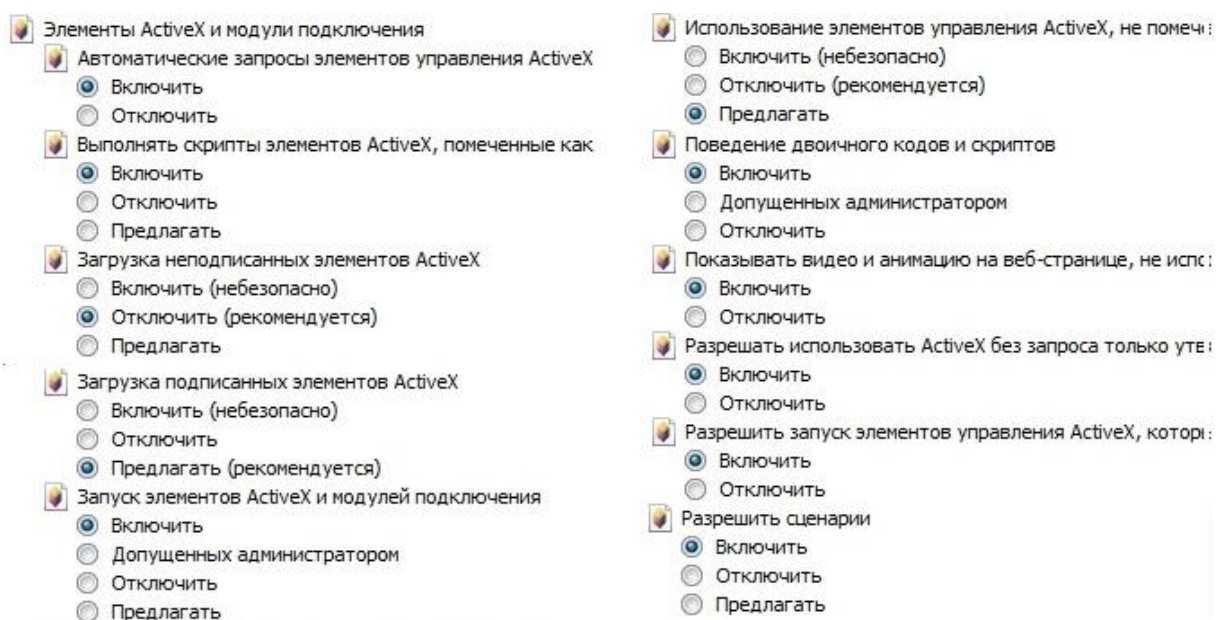 Элементы ActiveX и модули подключения
Автоматические запросы элементов управления ActiveX
Включить
Отключить
Выполнять скрипты элементов ActiveX, помеченные как
Включить
Отключить
Предлагать
Загрузка неподписанных элементов ActiveX
Включить (небезопасно)
Отключить (рекомендуется)
Предлагать
Загрузка подписанных элементов ActiveX
Включить (небезопасно)
Отключить
Предлагать (рекомендуется)
Запуск элементов ActiveX и модулей подключения
Включить
Допущенных администратором
Отключить
Предлагать
Использование элементов управления ActiveX, не
Включить (небезопасно)
Отключить (рекомендуется)
Предлагать
Поведение двоичного кодов и скриптов
Включить
Допущенных администратором
Отключить
Показывать видео и анимацию на веб-странице, не
Включить
Отключить
Разрешать использовать ActiveX без запроса только
Включить
Отключить
Разрешить запуск элементов управления ActiveX,
Включить
Отключить
Разрешить сценарии
Включить
Отключить
Предлагать